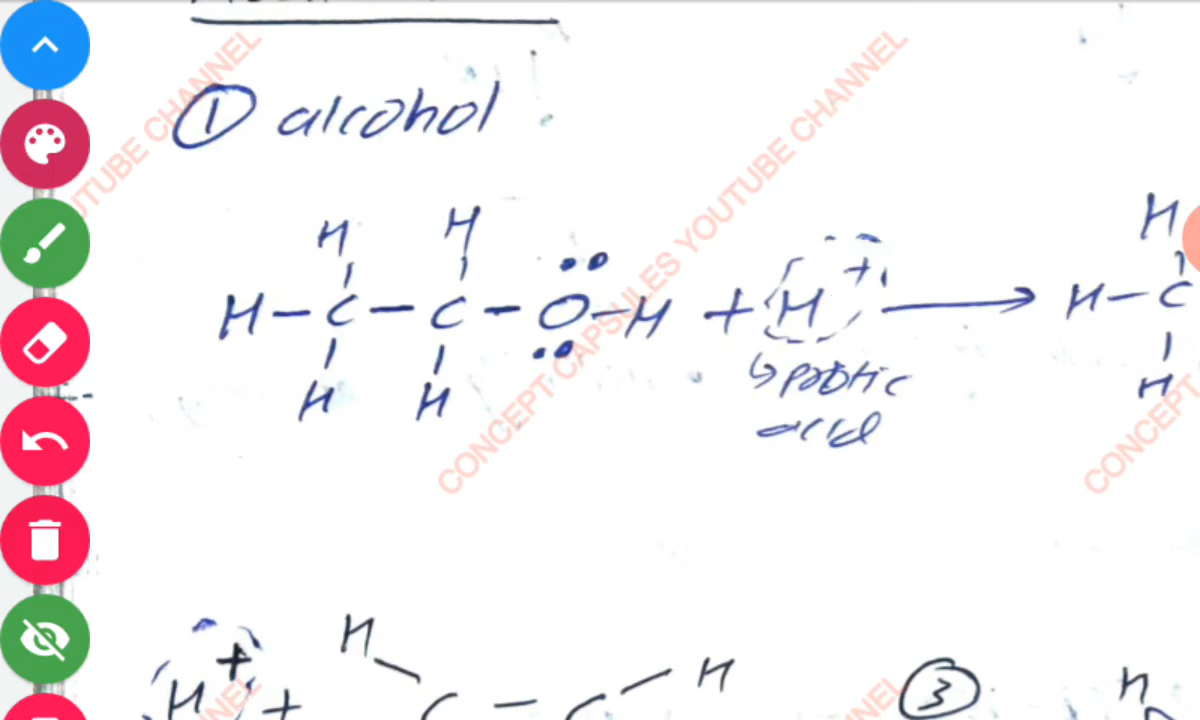 ① alcohol
H H
H-C-C-Ö-H + H+ → H-C
H H H
↳ protic
acid
H
H+ + C-C-H
③
H
CONCEPT CAPSULES YOUTUBE CHANNEL